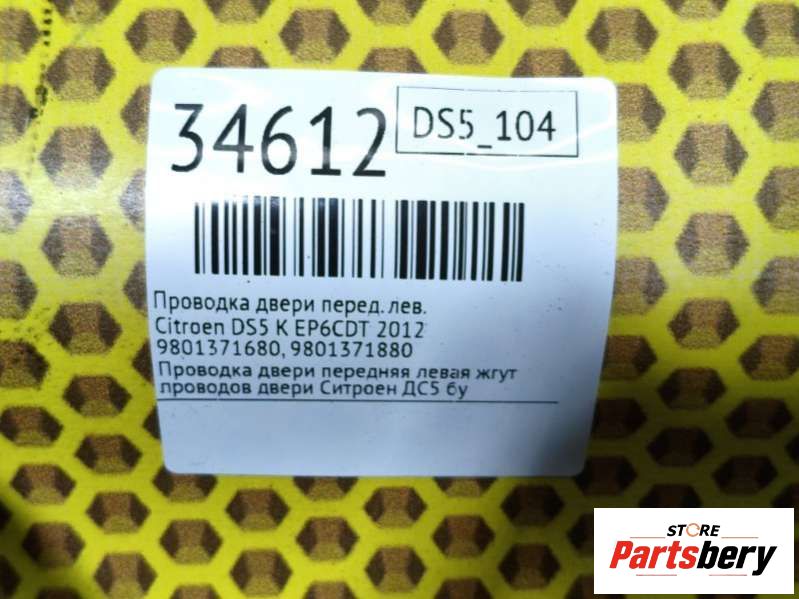 34612
DS5_104
Проводка двери перед. лев.
Citroen DS5 K EP6CDT 2012
9801371680, 9801371880
Проводка двери передняя левая жгут
проводов двери Ситроен ДС5 бу
STORE
Partsbery